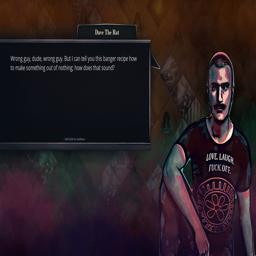 Dave The Rat
Wrong guy, dude, wrong guy. But I can tell you this banger recipe how
to make something out of nothing; how does that sound?
LOVE, LAUGH,
FUCK OFF.